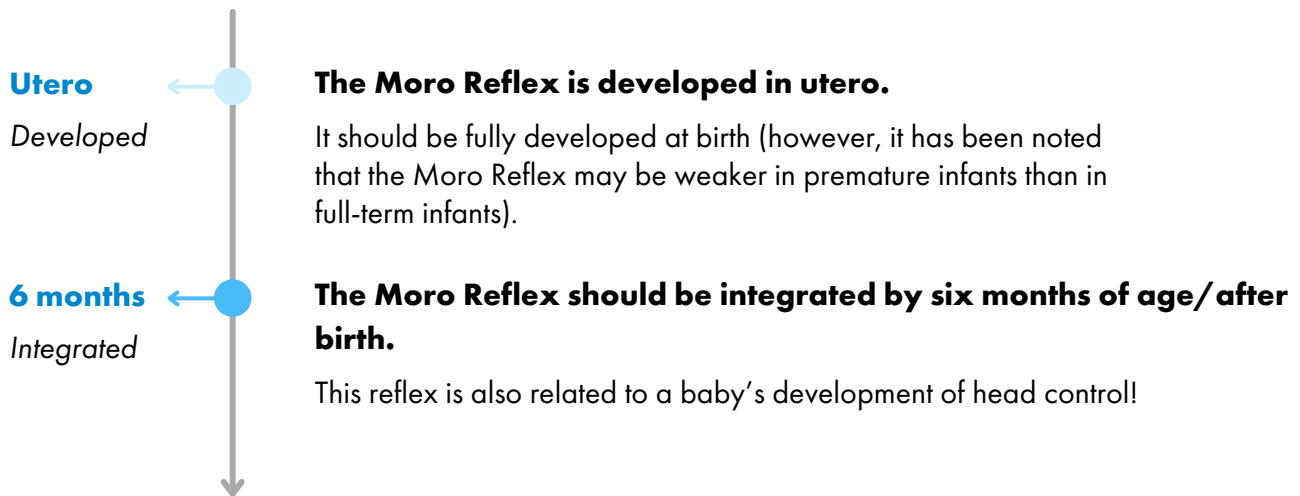 Utero
Developed
The Moro Reflex is developed in utero.
It should be fully developed at birth (however, it has been noted
that the Moro Reflex may be weaker in premature infants than in
full-term infants).
6 months
Integrated
The Moro Reflex should be integrated by six months of age/after
birth.
This reflex is also related to a baby’s development of head control!